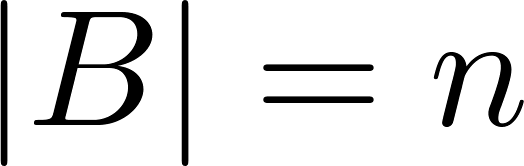 |B| = n